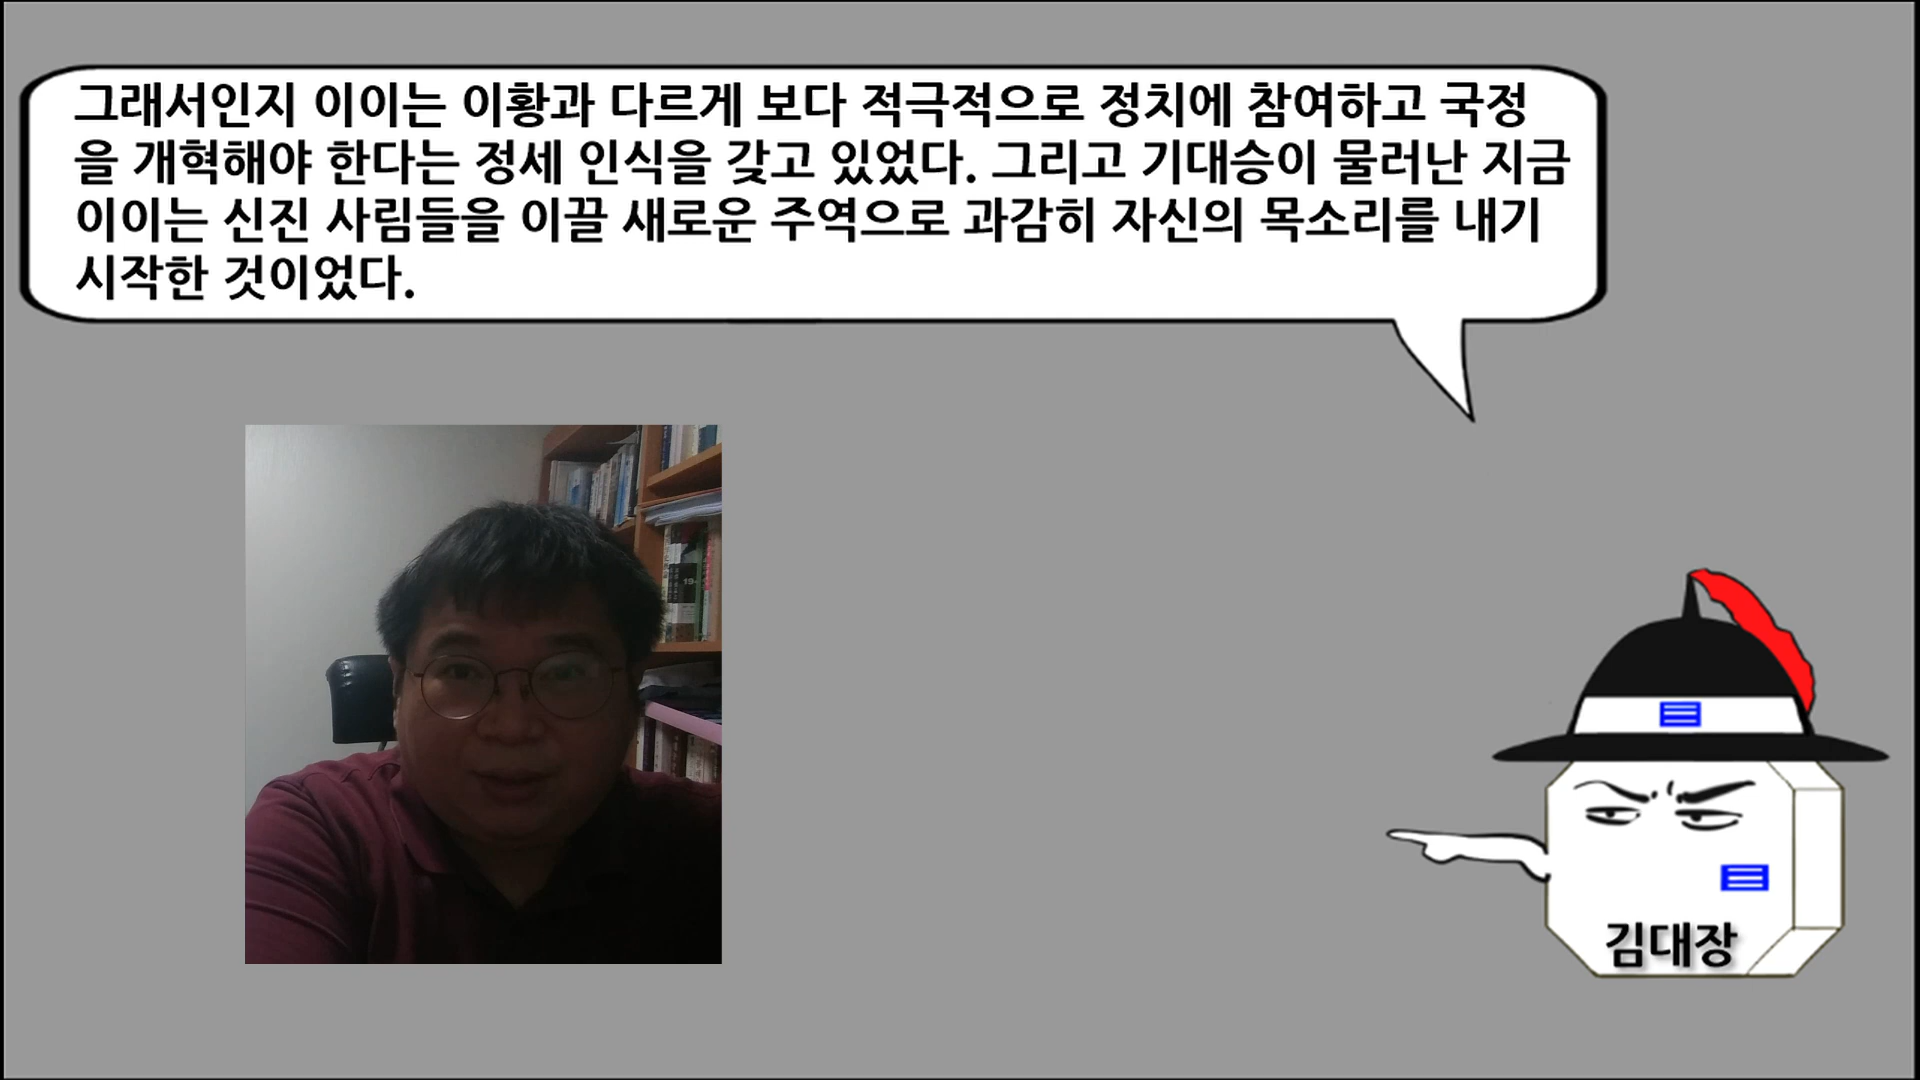 그래서인지 이이는 이황과 다르게 보다 적극적으로 정치에 참여하고 국정
을 개혁해야 한다는 정세 인식을 갖고 있었다. 그리고 기대승이 물러난 지금
이이는 신진 사림들을 이끌 새로운 주역으로 과감히 자신의 목소리를 내기
시작한 것이었다.
김대장